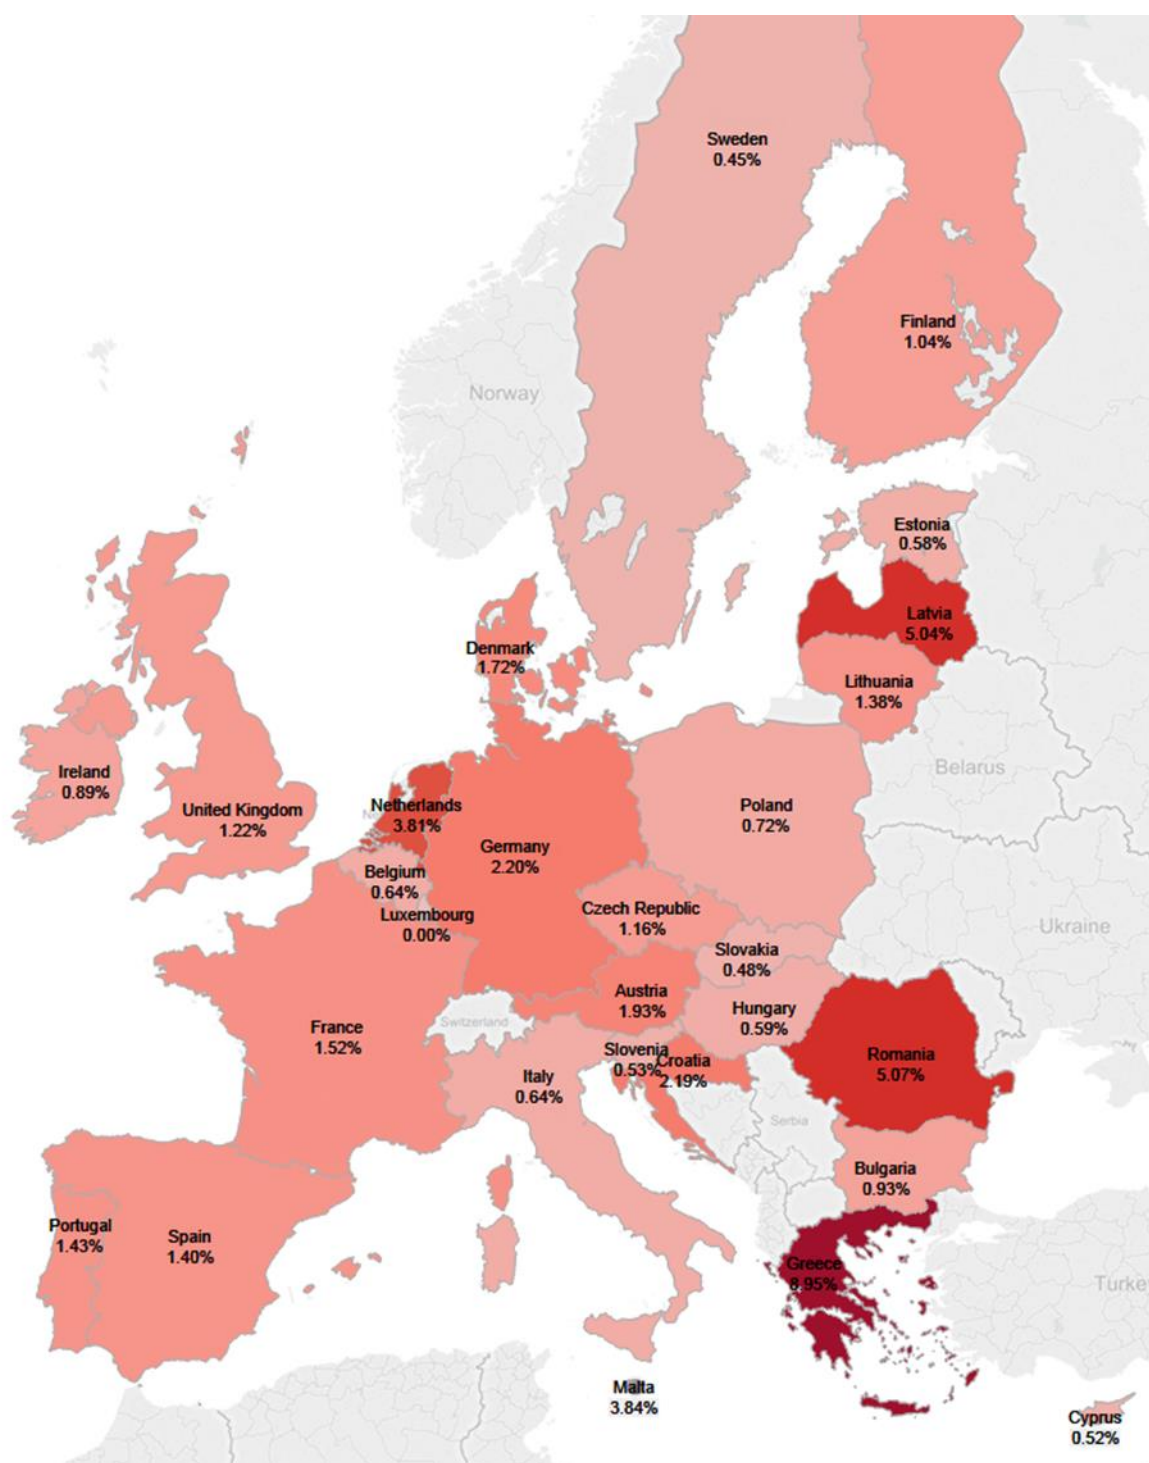 Sweden
0.45%
Finland
1.04%
Norway
Estonia
0.58%
Latvia
5.04%
Denmark
1.72%
Lithuania
1.38%
Ireland
0.89%
United Kingdom
1.22%
Netherlands
3.81%
Belarus
Poland
0.72%
Germany
2.20%
Belgium
0.64%
Luxembourg
0.00%
Czech Republic
1.16%
Ukraine
Slovakia
0.48%
Austria
1.93%
Hungary
0.59%
France
1.52%
Switzerland
Slovenia
0.53%
Croatia
2.19%
Romania
5.07%
Italy
0.64%
Serbia
Bulgaria
0.93%
Portugal
1.43%
Spain
1.40%
Greece
8.95%
Turke
Malta
3.84%
Cyprus
0.52%